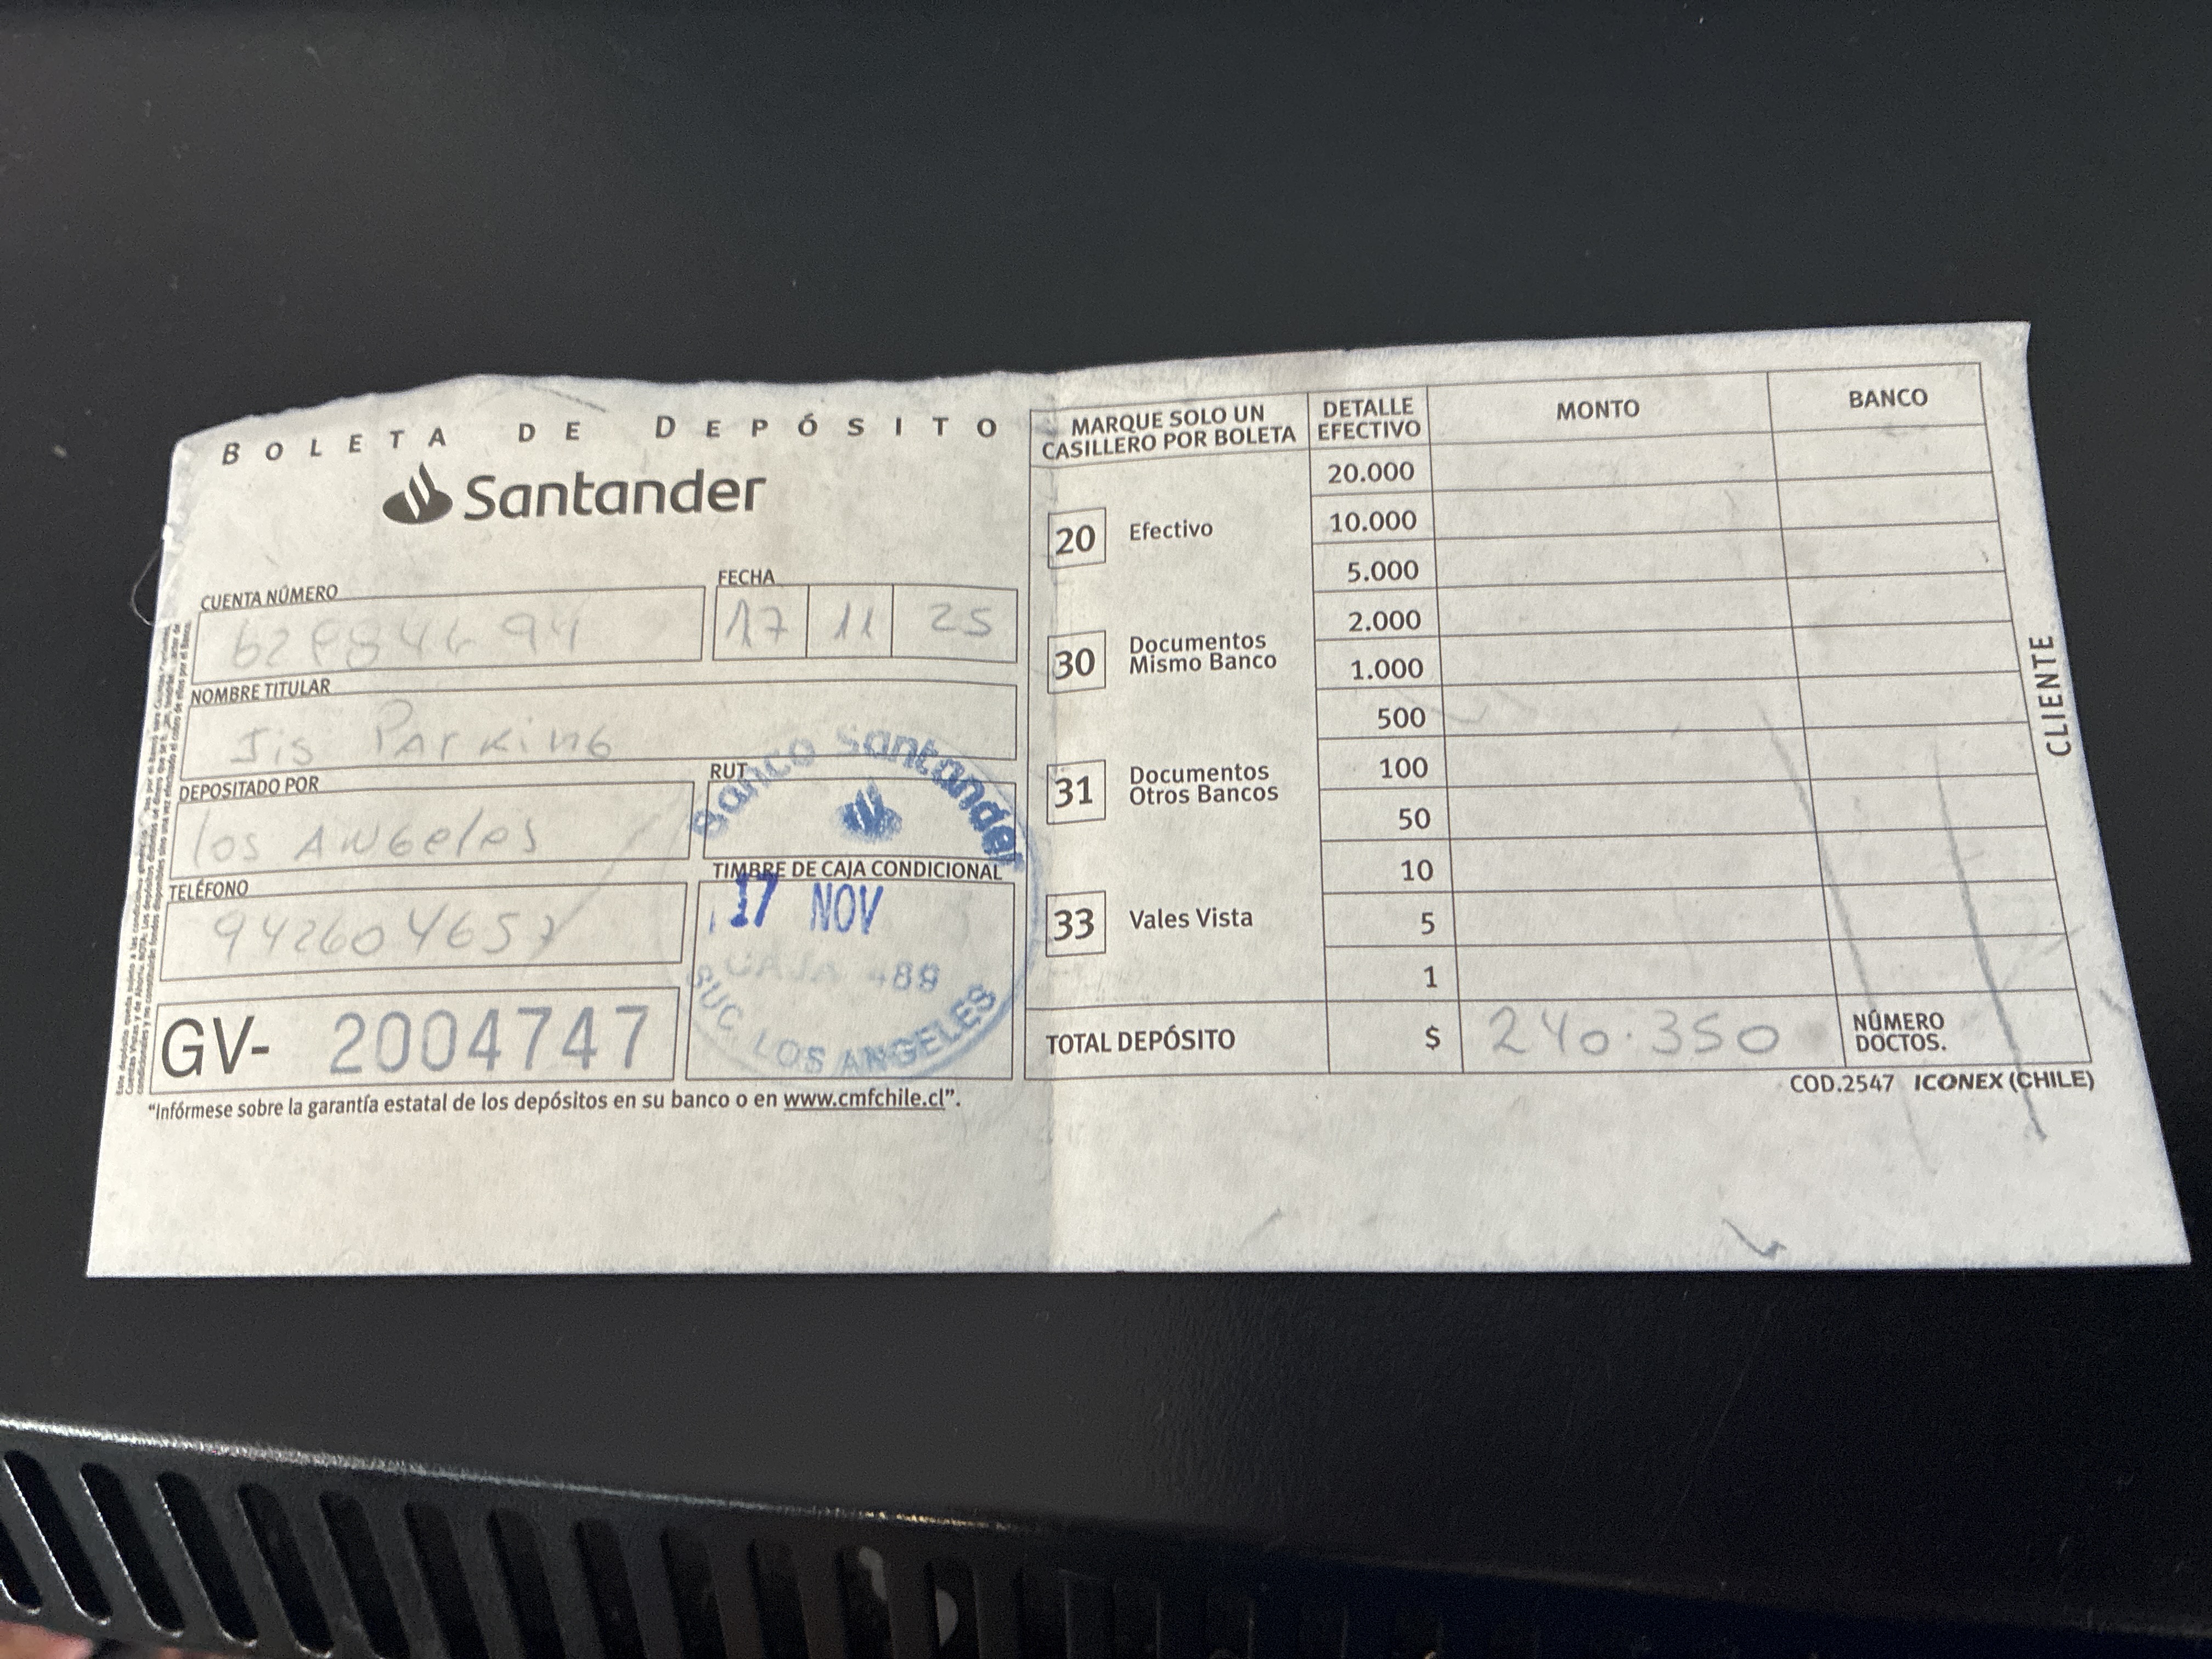 BOLETA DE DEPÓSITO
Santander
CUENTA NÚMERO
FECHA
17 11 25
NOMBRE TITULAR
Jis Parking
DEPOSITADO POR
los Angeles
RUT
Banco Santander
TIMBRE DE CAJA CONDICIONAL
17 NOV
CAJA 489
SUC. LOS ANGELES
TELÉFONO
942604657
GV- 2004747
"Infórmese sobre la garantía estatal de los depósitos en su banco o en www.cmfchile.cl".
MARQUE SOLO UN
CASILLERO POR BOLETA
20 Efectivo
30 Documentos
Mismo Banco
31 Documentos
Otros Bancos
33 Vales Vista
DETALLE
EFECTIVO
MONTO
BANCO
20.000
10.000
5.000
2.000
1.000
500
100
50
10
5
1
TOTAL DEPÓSITO $ 240.350
NÚMERO
DOCTOS.
COD.2547 ICONEX (CHILE)
CLIENTE